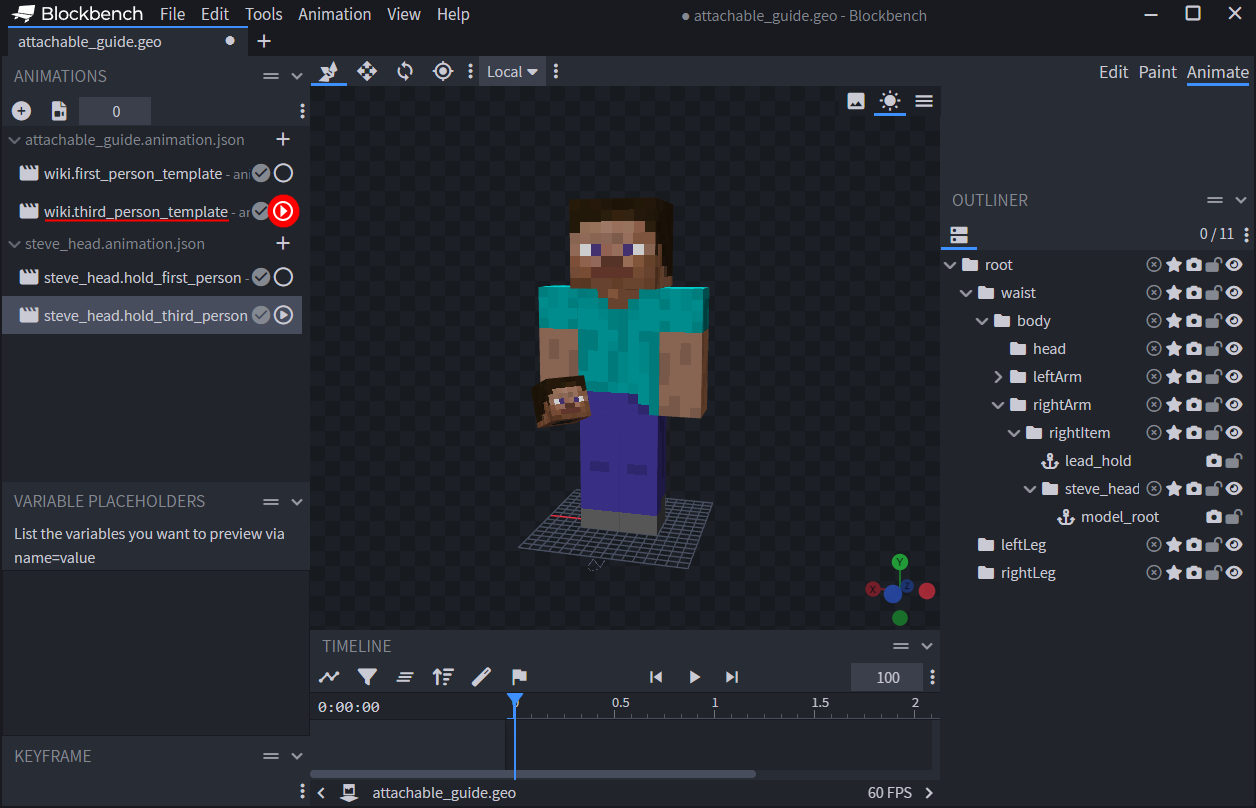 Blockbench File Edit Tools Animation View Help
attachable_guide.geo - Blockbench
attachable_guide.geo
ANIMATIONS
Local
Edit Paint Animate
0
attachable_guide.animation.json
wiki.first_person_template - ani
wiki.third_person_template - ar
steve_head.animation.json
steve_head.hold_first_person -
steve_head.hold_third_person
VARIABLE PLACEHOLDERS
List the variables you want to preview via
name=value
KEYFRAME
Y
X
Z
TIMELINE
100
0:00:00
0 0.5 1 1.5 2
attachable_guide.geo
60 FPS
OUTLINER
0 / 11
root
waist
body
head
leftArm
rightArm
rightItem
lead_hold
steve_head
model_root
leftLeg
rightLeg